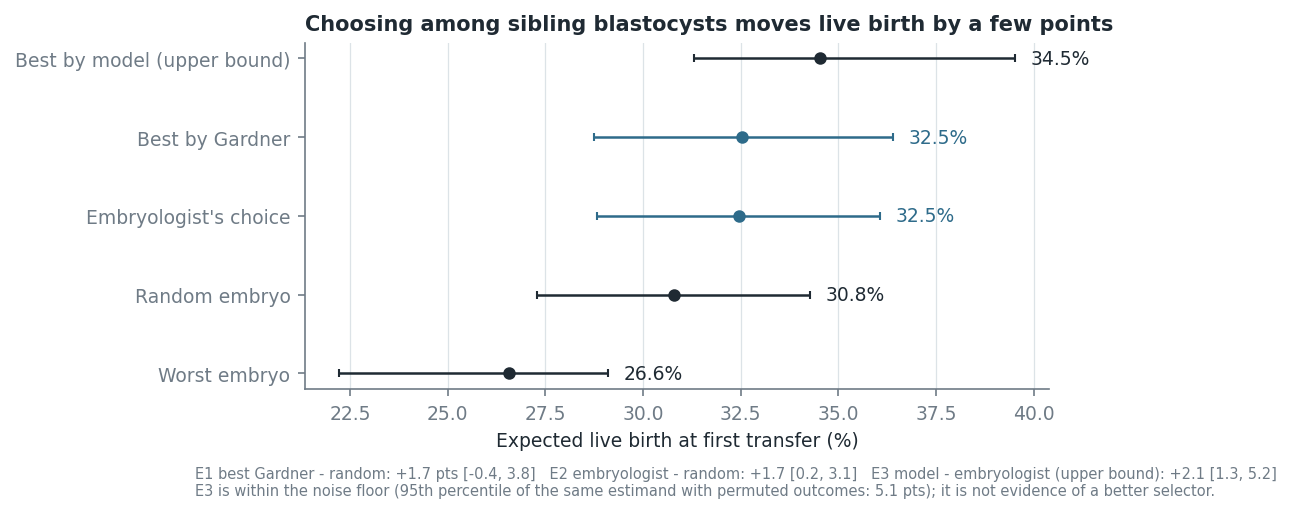 Choosing among sibling blastocysts moves live birth by a few points
Best by model (upper bound)
34.5%
Best by Gardner
32.5%
Embryologist's choice
32.5%
Random embryo
30.8%
Worst embryo
26.6%
22.5 25.0 27.5 30.0 32.5 35.0 37.5 40.0
Expected live birth at first transfer (%)
E1 best Gardner - random: +1.7 pts [-0.4, 3.8] E2 embryologist - random: +1.7 [0.2, 3.1] E3 model - embryologist (upper bound): +2.1 [1.3, 5.2]
E3 is within the noise floor (95th percentile of the same estimand with permuted outcomes: 5.1 pts); it is not evidence of a better selector.